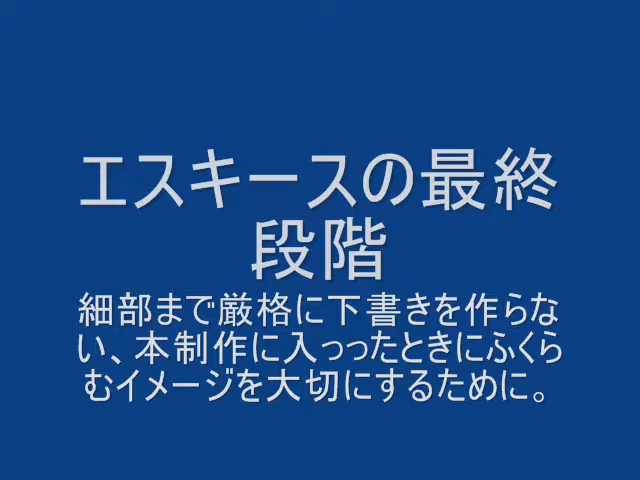 エスキースの最終
段階
細部まで厳格に下書きを作らな
い、本制作に入っったときにふくら
むイメージを大切にするために。